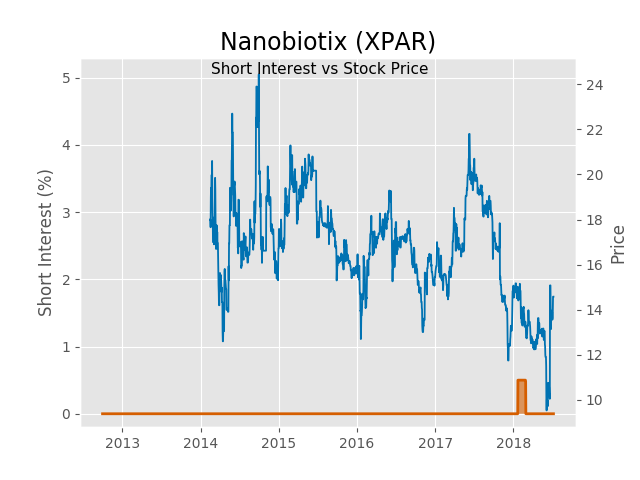 Nanobiotix (XPAR)
Short Interest vs Stock Price
Short Interest (%)
5
4
3
2
1
0
24
22
20
18
16
14
12
10
Price
2013 2014 2015 2016 2017 2018